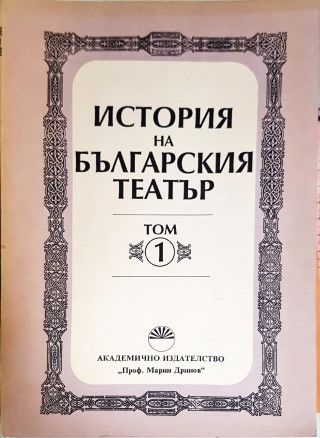 ИСТОРИЯ
НА
БЪЛГАРСКИЯ
ТЕАТЪР
ТОМ
1
АКАДЕМИЧНО ИЗДАТЕЛСТВО
„Проф. Марин Дринов“